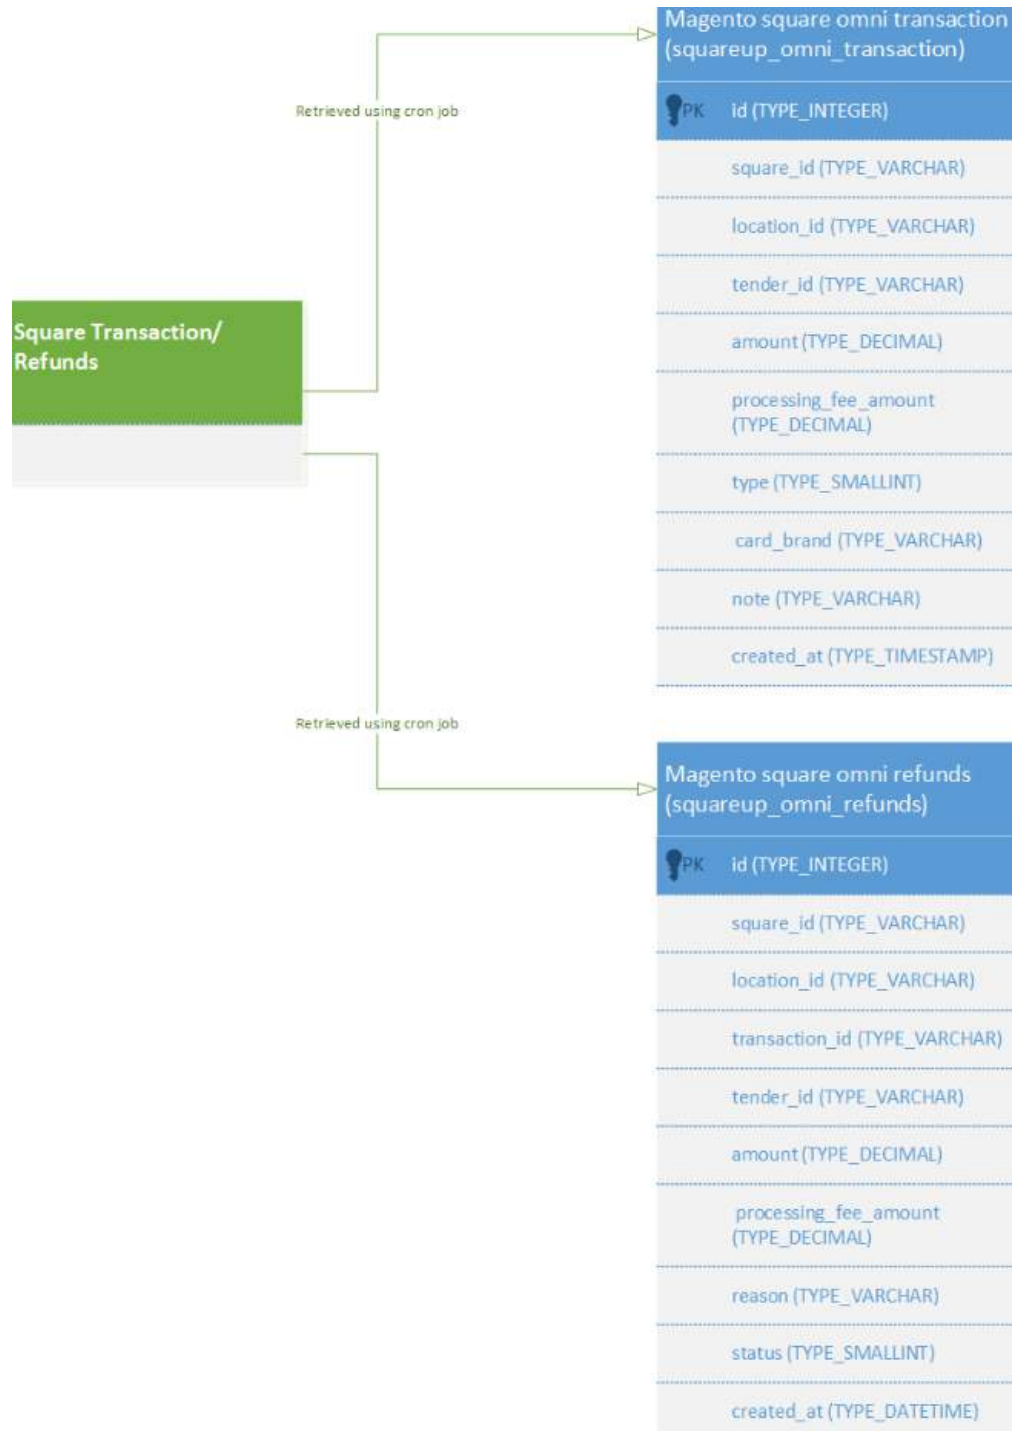 Magento square omni transaction
(squareup_omni_transaction)
PK id (TYPE_INTEGER)
square_id (TYPE_VARCHAR)
location_id (TYPE_VARCHAR)
tender_id (TYPE_VARCHAR)
amount (TYPE_DECIMAL)
processing_fee_amount
(TYPE_DECIMAL)
type (TYPE_SMALLINT)
card_brand (TYPE_VARCHAR)
note (TYPE_VARCHAR)
created_at (TYPE_TIMESTAMP)
Retrieved using cron job
Square Transaction/
Refunds
Retrieved using cron job
Magento square omni refunds
(squareup_omni_refunds)
PK id (TYPE_INTEGER)
square_id (TYPE_VARCHAR)
location_id (TYPE_VARCHAR)
transaction_id (TYPE_VARCHAR)
tender_id (TYPE_VARCHAR)
amount (TYPE_DECIMAL)
processing_fee_amount
(TYPE_DECIMAL)
reason (TYPE_VARCHAR)
status (TYPE_SMALLINT)
created_at (TYPE_DATETIME)